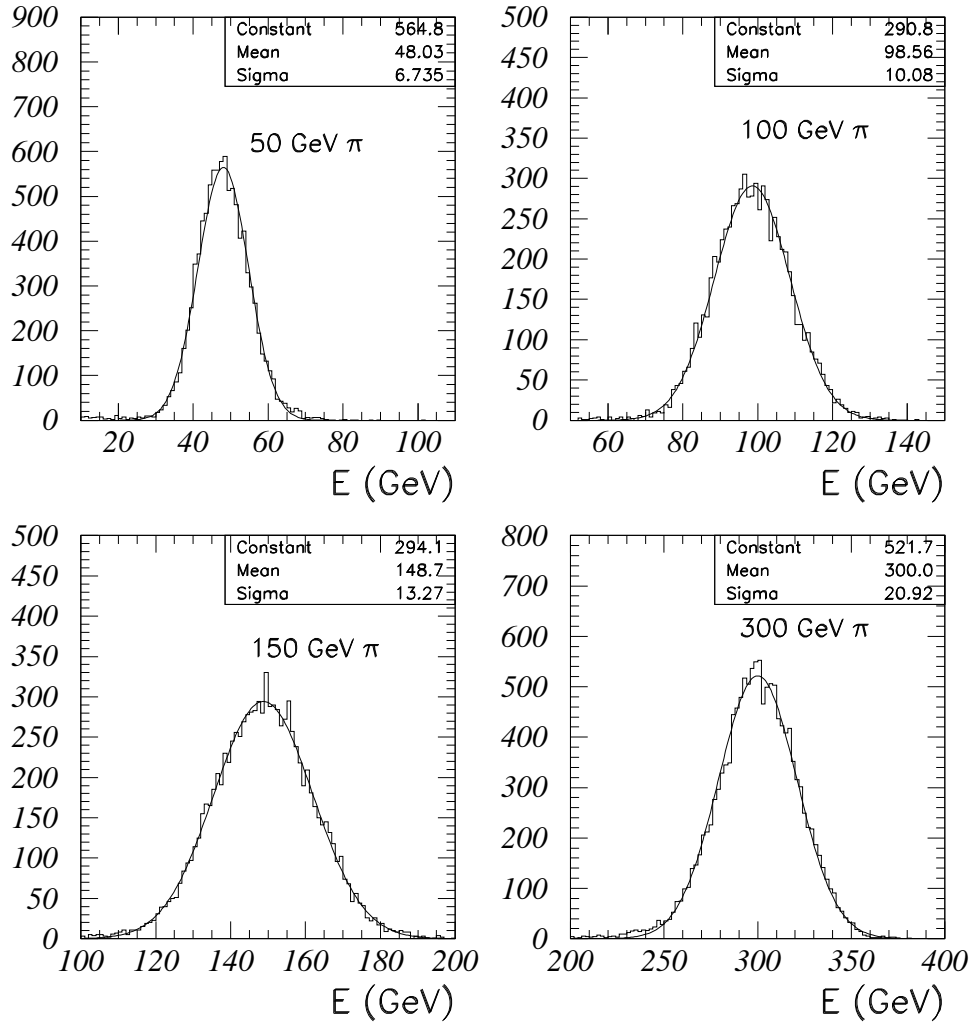 Constant 564.8
Mean 48.03
Sigma 6.735
50 GeV π
900
800
700
600
500
400
300
200
100
0
20 40 60 80 100
E (GeV)
Constant 290.8
Mean 98.56
Sigma 10.08
100 GeV π
500
450
400
350
300
250
200
150
100
50
0
60 80 100 120 140
E (GeV)
Constant 294.1
Mean 148.7
Sigma 13.27
150 GeV π
500
450
400
350
300
250
200
150
100
50
0
100 120 140 160 180 200
E (GeV)
Constant 521.7
Mean 300.0
Sigma 20.92
300 GeV π
800
700
600
500
400
300
200
100
0
200 250 300 350 400
E (GeV)